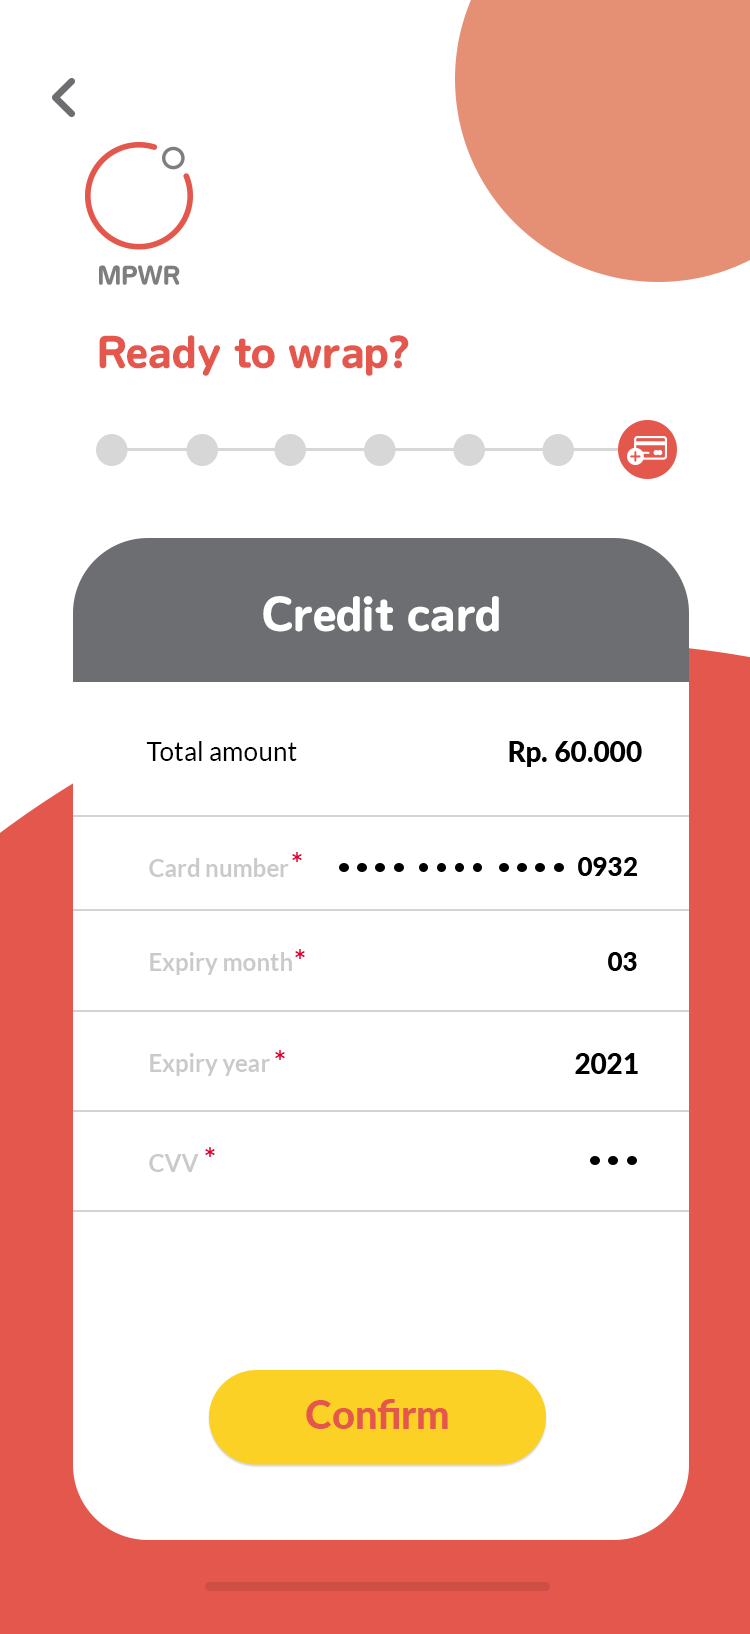 MPWR
Ready to wrap?
Credit card
Total amount Rp. 60.000
Card number* •••• •••• •••• 0932
Expiry month* 03
Expiry year * 2021
CVV * •••
Confirm